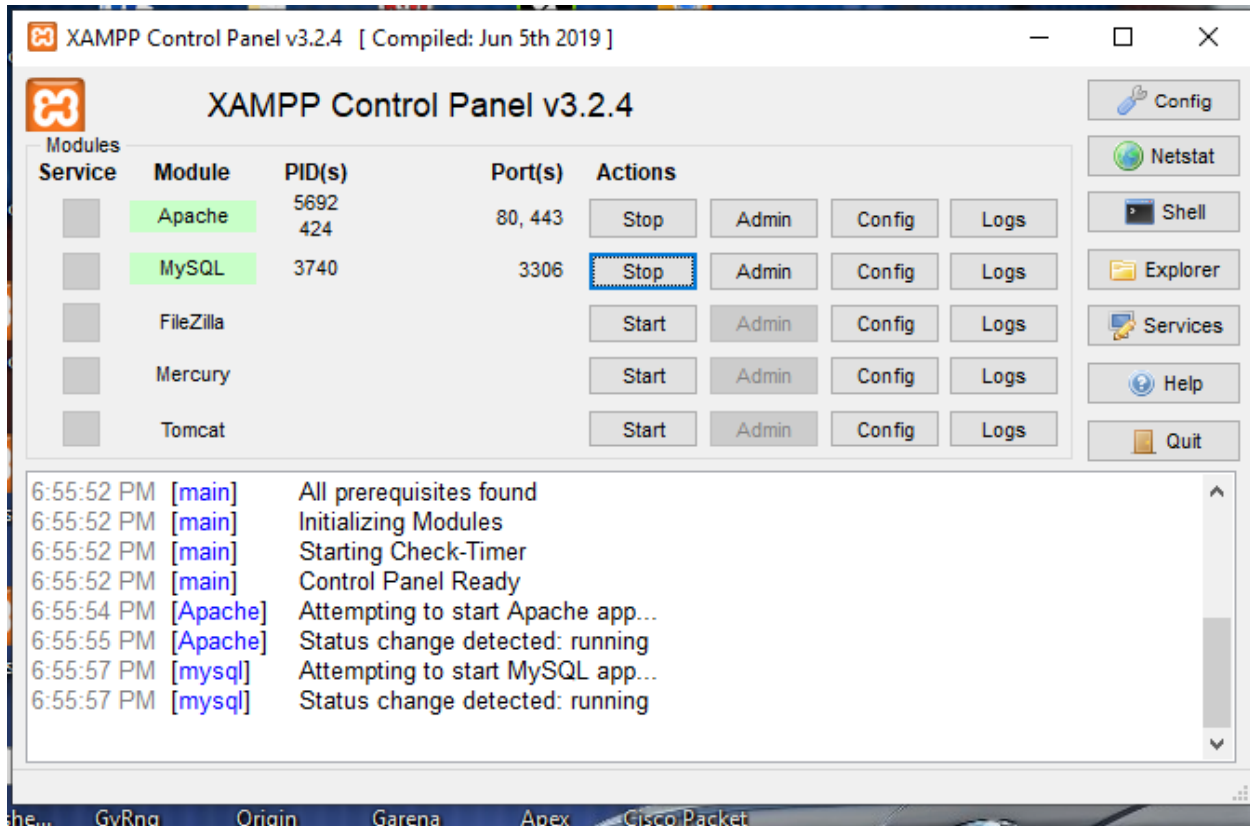 XAMPP Control Panel v3.2.4 [ Compiled: Jun 5th 2019 ]
XAMPP Control Panel v3.2.4
Config
Modules
Service Module PID(s) Port(s) Actions
Netstat
Apache 5692 424 80, 443 Stop Admin Config Logs
Shell
MySQL 3740 3306 Stop Admin Config Logs
Explorer
FileZilla Start Admin Config Logs
Services
Mercury Start Admin Config Logs
Help
Tomcat Start Admin Config Logs
Quit
6:55:52 PM [main] All prerequisites found
6:55:52 PM [main] Initializing Modules
6:55:52 PM [main] Starting Check-Timer
6:55:52 PM [main] Control Panel Ready
6:55:54 PM [Apache] Attempting to start Apache app...
6:55:55 PM [Apache] Status change detected: running
6:55:57 PM [mysql] Attempting to start MySQL app...
6:55:57 PM [mysql] Status change detected: running
she... GyRng Origin Garena Apex Cisco Packet